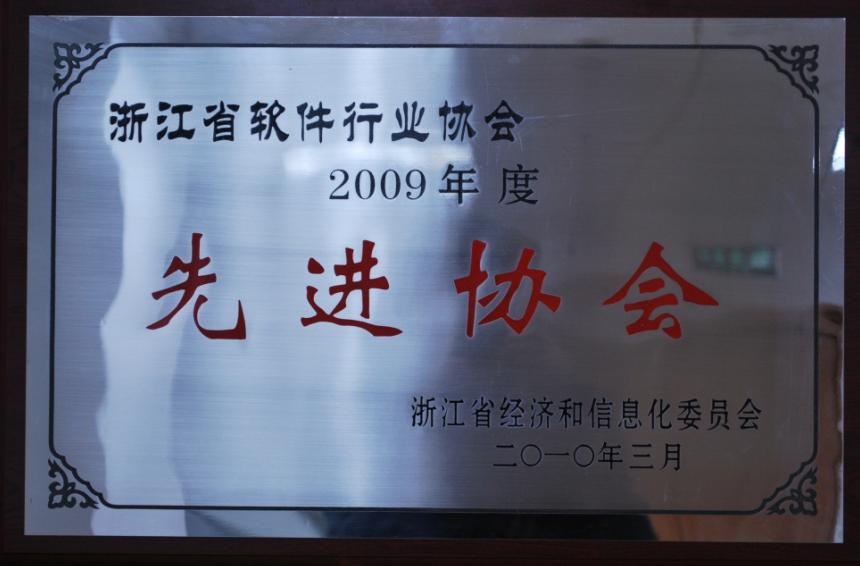 浙江省软件行业协会
2009年度
先进协会
浙江省经济和信息化委员会
二〇一〇年三月